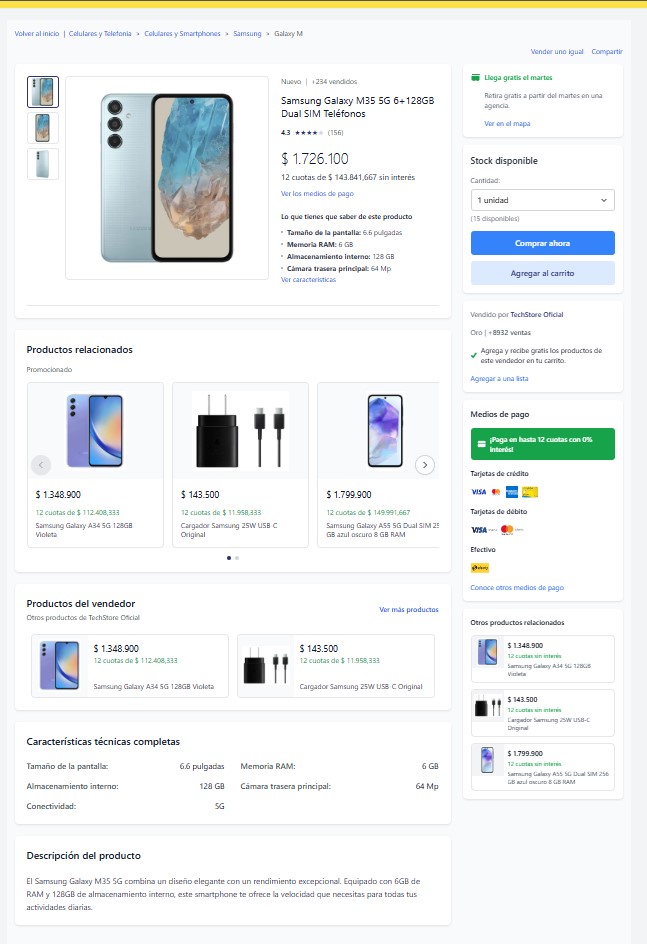 Volver al inicio | Celulares y Telefonía > Celulares y Smartphones > Samsung > Galaxy M
Vender uno igual Compartir
Nuevo | +234 vendidos
Samsung Galaxy M35 5G 6+128GB
Dual SIM Teléfonos
4.3 ★★★★★ (156)
$ 1.726.100
12 cuotas de $ 143.841,667 sin interés
Ver los medios de pago
Lo que tienes que saber de este producto
• Tamaño de la pantalla: 6.6 pulgadas
• Memoria RAM: 6 GB
• Almacenamiento interno: 128 GB
• Cámara trasera principal: 64 Mp
Ver características
Llega gratis el martes
Retira gratis a partir del martes en una
agencia.
Ver en el mapa
Stock disponible
Cantidad:
1 unidad
(15 disponibles)
Comprar ahora
Agregar al carrito
Vendido por TechStore Oficial
Oro | +8932 ventas
Agrega y recibe gratis los productos de
este vendedor en tu carrito.
Agregar a una lista
Medios de pago
¡Paga en hasta 12 cuotas con 0%
interés!
Tarjetas de crédito
VISA
Tarjetas de débito
VISA
Efectivo
Conoce otros medios de pago
Productos relacionados
Promocionado
$ 1.348.900
12 cuotas de $ 112.408,333
Samsung Galaxy A34 5G 128GB
Violeta
$ 143.500
12 cuotas de $ 11.958,333
Cargador Samsung 25W USB-C
Original
$ 1.799.900
12 cuotas de $ 149.991,667
Samsung Galaxy A55 5G Dual SIM 25
GB azul oscuro 8 GB RAM
Productos del vendedor
Otros productos de TechStore Oficial
Ver más productos
$ 1.348.900
12 cuotas de $ 112.408,333
Samsung Galaxy A34 5G 128GB Violeta
$ 143.500
12 cuotas de $ 11.958,333
Cargador Samsung 25W USB-C Original
Otros productos relacionados
$ 1.348.900
12 cuotas sin interés
Samsung Galaxy A34 5G 128GB
Violeta
$ 143.500
12 cuotas sin interés
Cargador Samsung 25W USB-C
Original
$ 1.799.900
12 cuotas sin interés
Samsung Galaxy A55 5G Dual SIM 256
GB azul oscuro 8 GB RAM
Características técnicas completas
Tamaño de la pantalla: 6.6 pulgadas Memoria RAM: 6 GB
Almacenamiento interno: 128 GB Cámara trasera principal: 64 Mp
Conectividad: 5G
Descripción del producto
El Samsung Galaxy M35 5G combina un diseño elegante con un rendimiento excepcional. Equipado con 6GB de
RAM y 128GB de almacenamiento interno, este smartphone te ofrece la velocidad que necesitas para todas tus
actividades diarias.